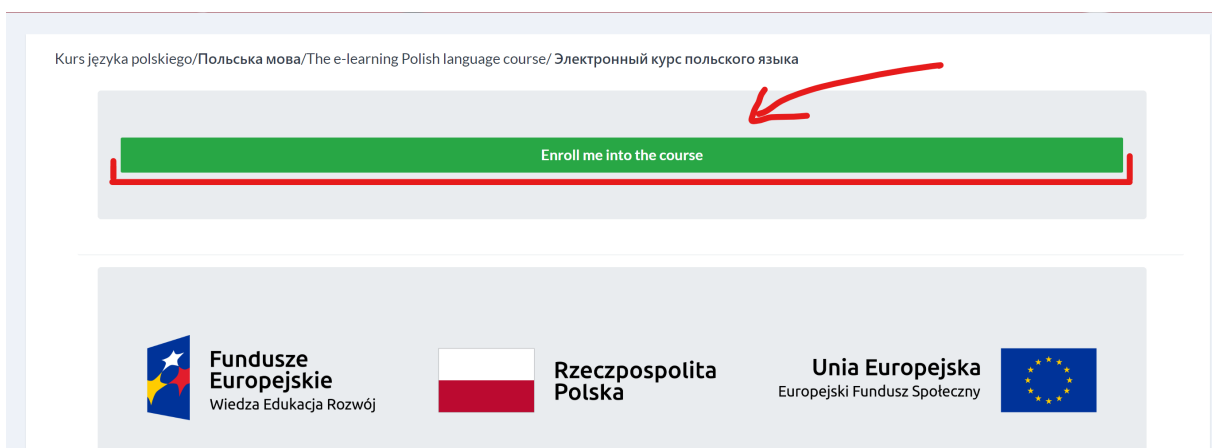 Kurs języka polskiego/Польська мова/The e-learning Polish language course/ Электронный курс польского языка
Enroll me into the course
Fundusze
Europejskie
Wiedza Edukacja Rozwój
Rzeczpospolita
Polska
Unia Europejska
Europejski Fundusz Społeczny